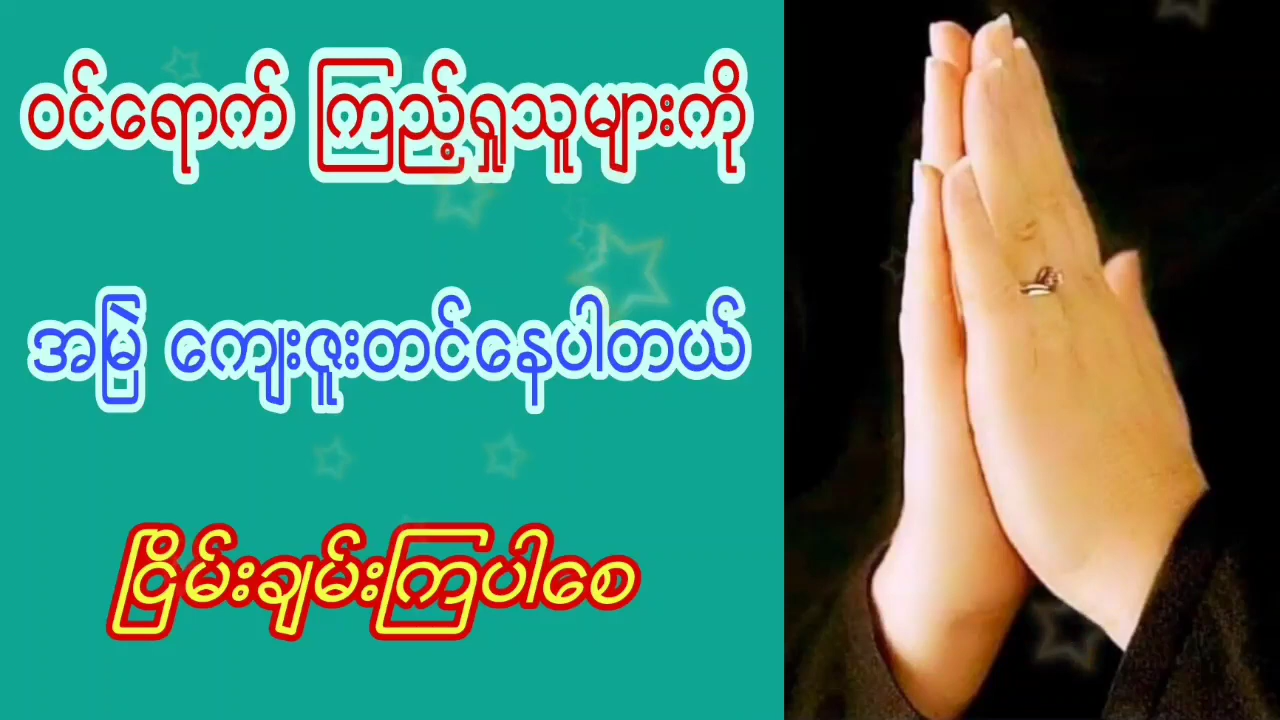 ဝင်ရောက် ကြည့်ရှုသူများကို
အမြဲ ကျေးဇူးတင်နေပါတယ်
ငြိမ်းချမ်းကြပါစေ